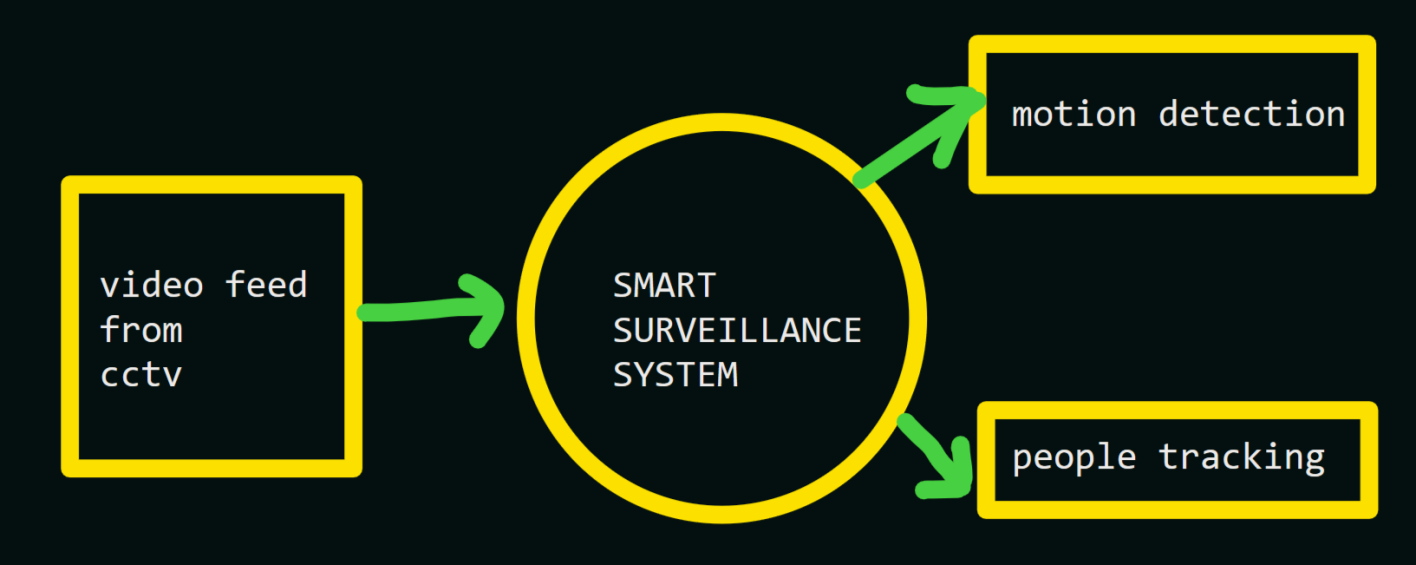 video feed
from
cctv
SMART
SURVEILLANCE
SYSTEM
motion detection
people tracking